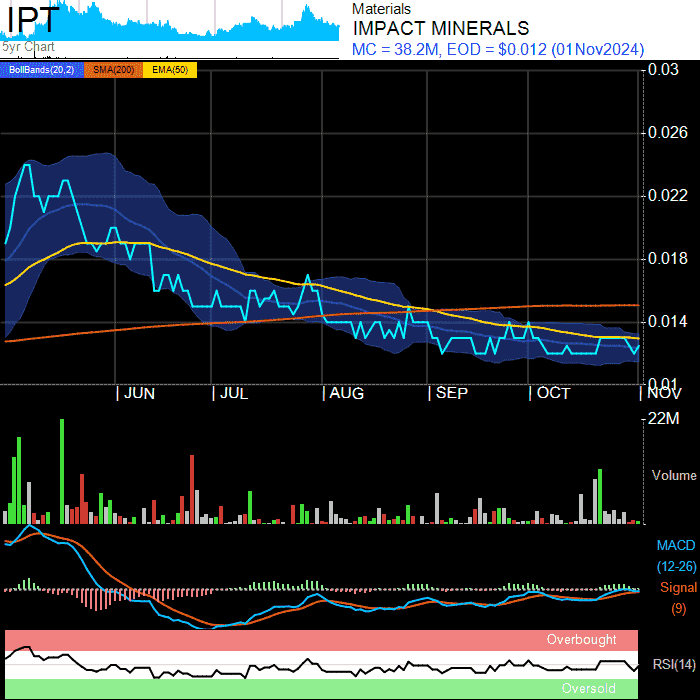 IPT
5yr Chart
Materials
IMPACT MINERALS
MC = 38.2M, EOD = $0.012 (01Nov2024)
BollBands(20,2) SMA(200) EMA(50)
0.03
0.026
0.022
0.018
0.014
0.01
JUN JUL AUG SEP OCT NOV
22M
Volume
MACD
(12-26)
Signal
(9)
Overbought
RSI(14)
Oversold